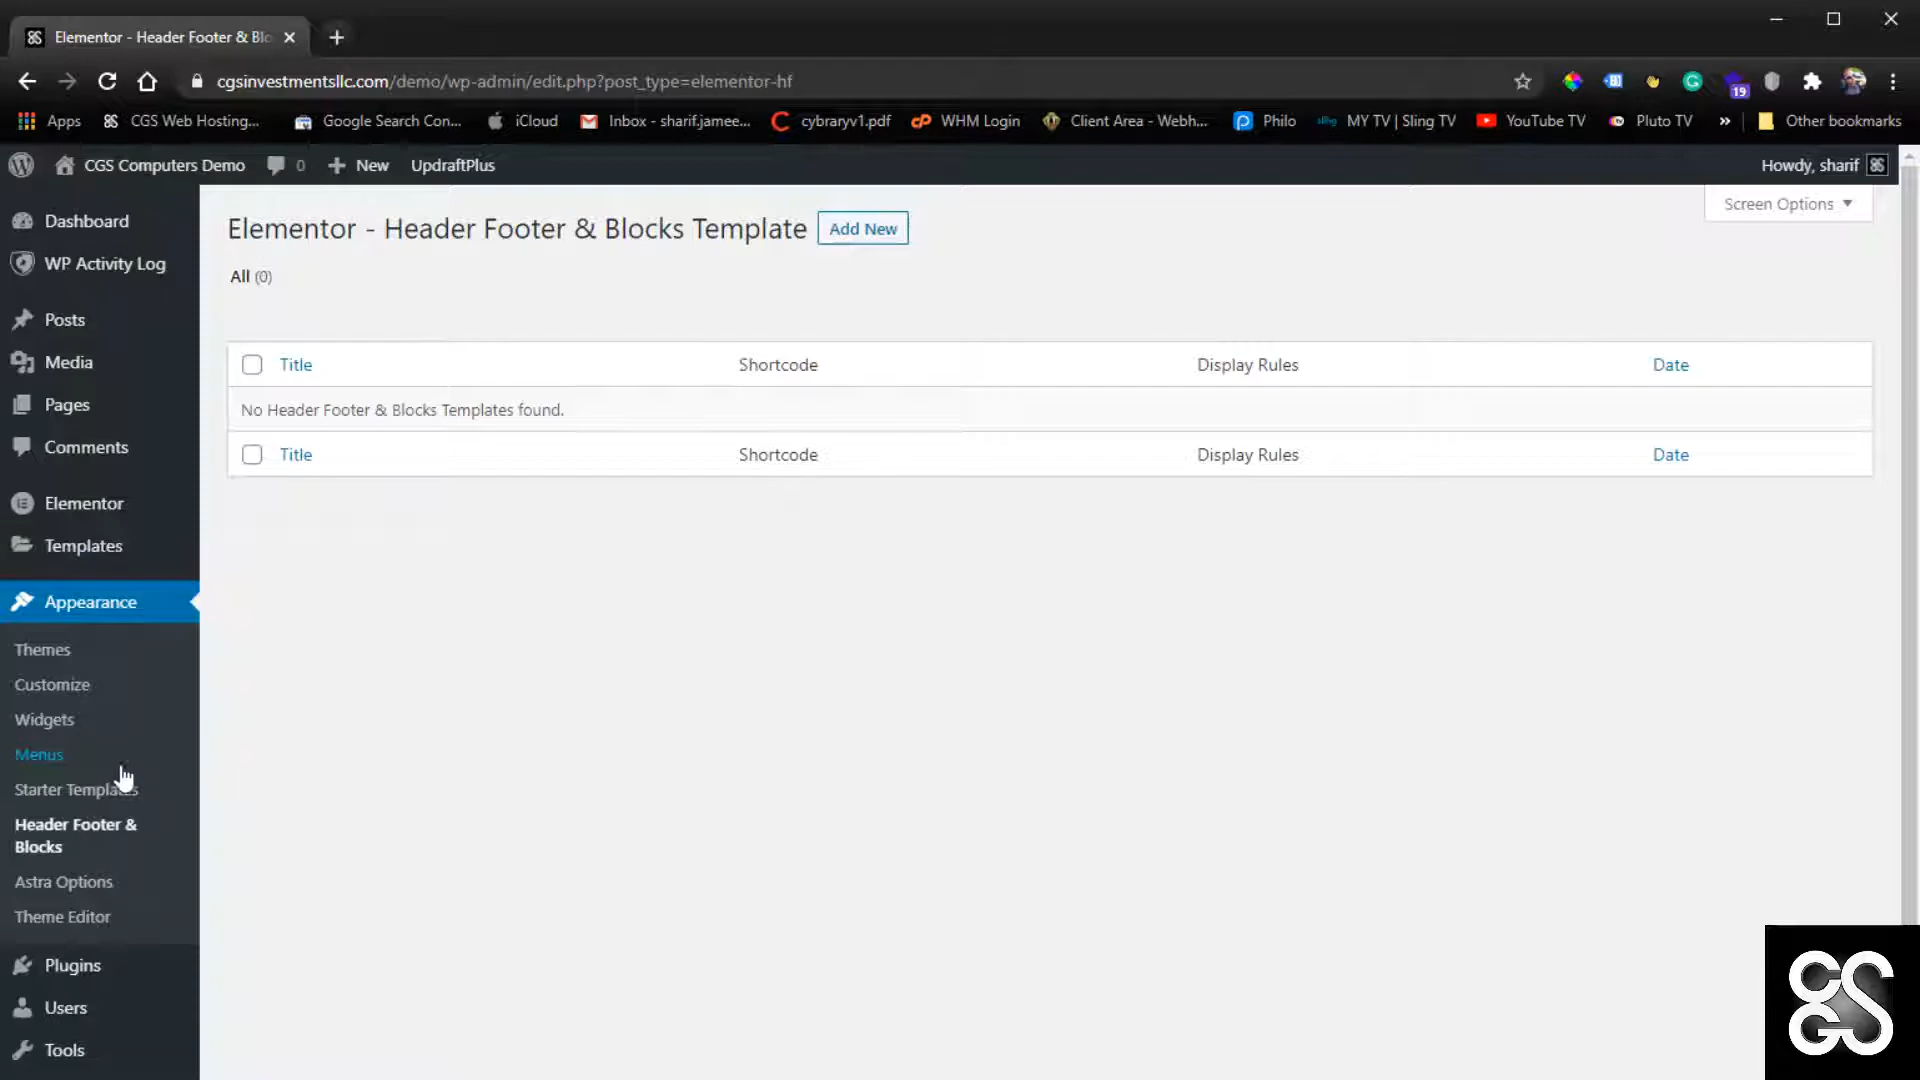 Elementor - Header Footer & Blo
cgsinvestmentsllc.com/demo/wp-admin/edit.php?post_type=elementor-hf
19
Apps
CGS Web Hosting...
Google Search Con...
iCloud
Inbox - sharif.jamee...
cybraryv1.pdf
WHM Login
Client Area - Webh...
Philo
MY TV | Sling TV
YouTube TV
Pluto TV
»
Other bookmarks
CGS Computers Demo
0
New
UpdraftPlus
Howdy, sharif
Screen Options
Dashboard
WP Activity Log
Posts
Media
Pages
Comments
Elementor
Templates
Appearance
Themes
Customize
Widgets
Menus
Starter Templates
Header Footer &
Blocks
Astra Options
Theme Editor
Plugins
Users
Tools
Elementor - Header Footer & Blocks Template
Add New
All (0)
Title Shortcode Display Rules Date
No Header Footer & Blocks Templates found.
Title Shortcode Display Rules Date